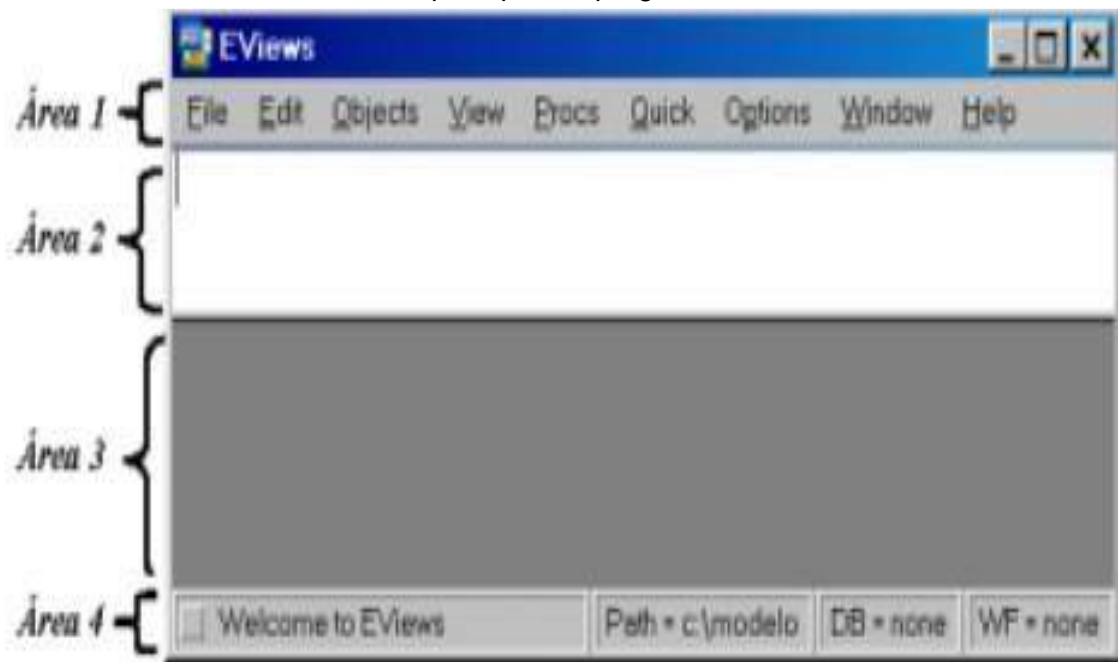 EViews
Área 1 File Edit Objects View Procs Quick Options Window Help
Área 2
Área 3
Área 4 Welcome to EViews Path = c:\modelo DB = none WF = none